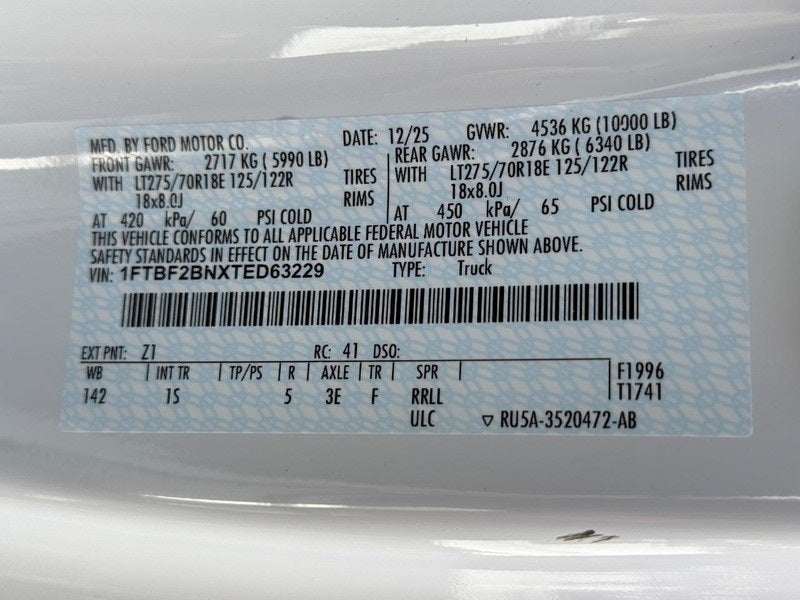 MFD. BY FORD MOTOR CO. DATE: 12/25 GVWR: 4536 KG (10000 LB)
FRONT GAWR: 2717 KG ( 5990 LB) REAR GAWR: 2876 KG ( 6340 LB)
WITH LT275/70R18E 125/122R TIRES WITH LT275/70R18E 125/122R TIRES
18x8.0J RIMS 18x8.0J RIMS
AT 420 kPa/ 60 PSI COLD AT 450 kPa/ 65 PSI COLD
THIS VEHICLE CONFORMS TO ALL APPLICABLE FEDERAL MOTOR VEHICLE
SAFETY STANDARDS IN EFFECT ON THE DATE OF MANUFACTURE SHOWN ABOVE.
VIN: 1FTBF2BNXTED63229 TYPE: Truck
EXT PNT: Z1 RC: 41 DSO:
WB INT TR TP/PS R AXLE TR SPR F1996
142 1S 5 3E F RRLL T1741
ULC RU5A-3520472-AB